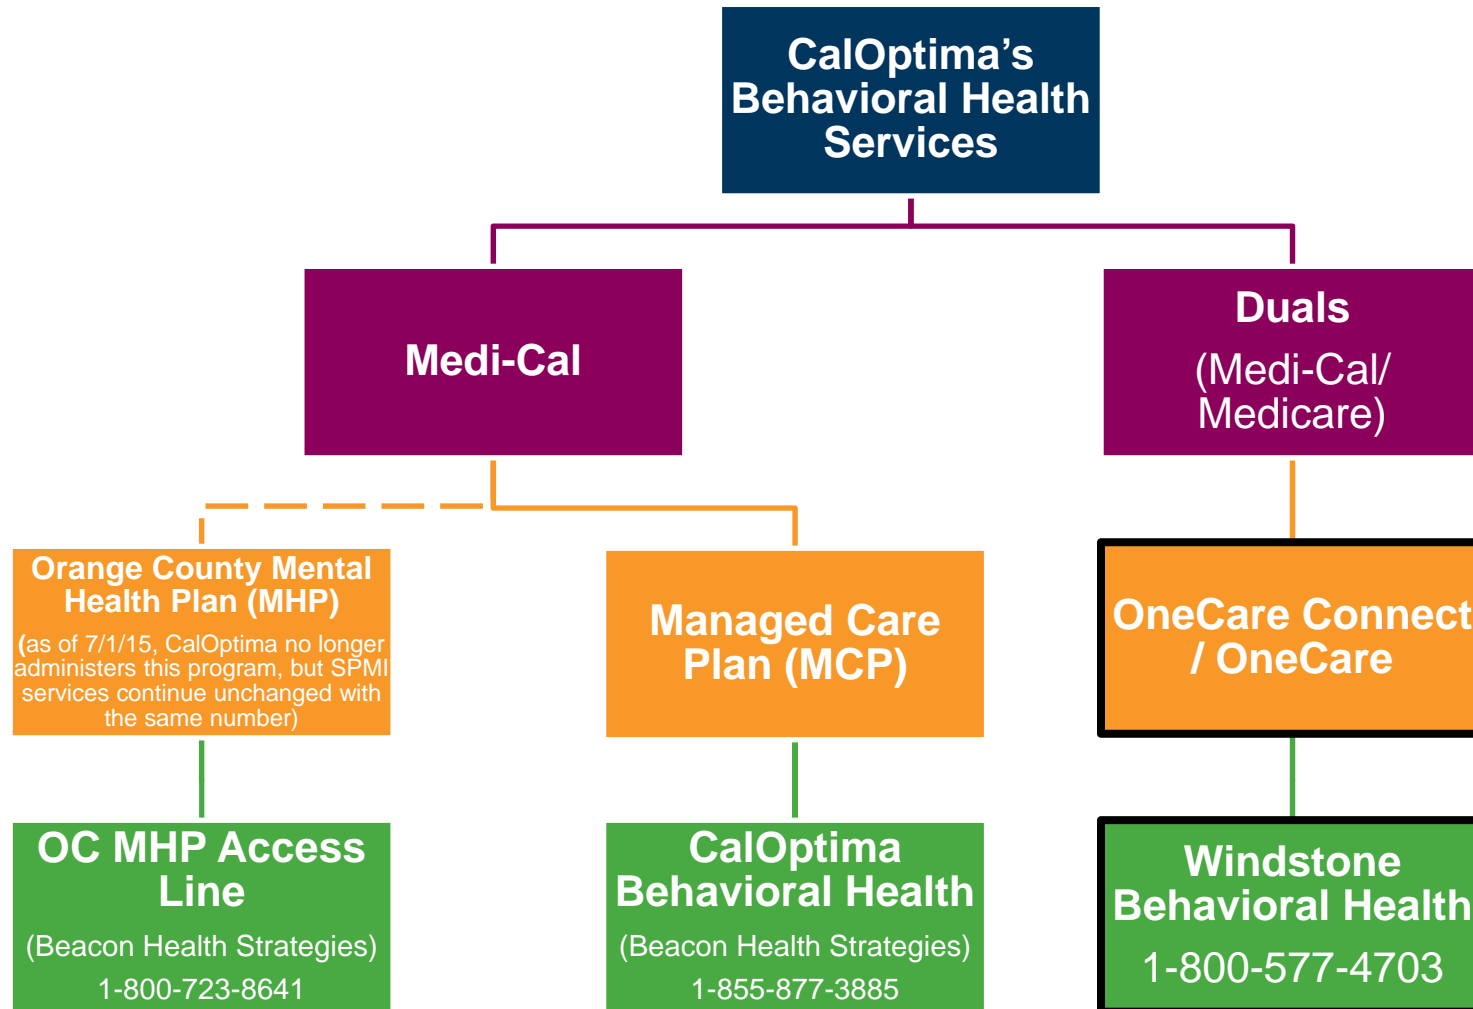 CalOptima’s
Behavioral Health
Services
Medi-Cal
Duals
(Medi-Cal/
Medicare)
Orange County Mental
Health Plan (MHP)
(as of 7/1/15, CalOptima no longer
administers this program, but SPMI
services continue unchanged with
the same number)
Managed Care
Plan (MCP)
OneCare Connect
/ OneCare
OC MHP Access
Line
(Beacon Health Strategies)
1-800-723-8641
CalOptima
Behavioral Health
(Beacon Health Strategies)
1-855-877-3885
Windstone
Behavioral Health
1-800-577-4703